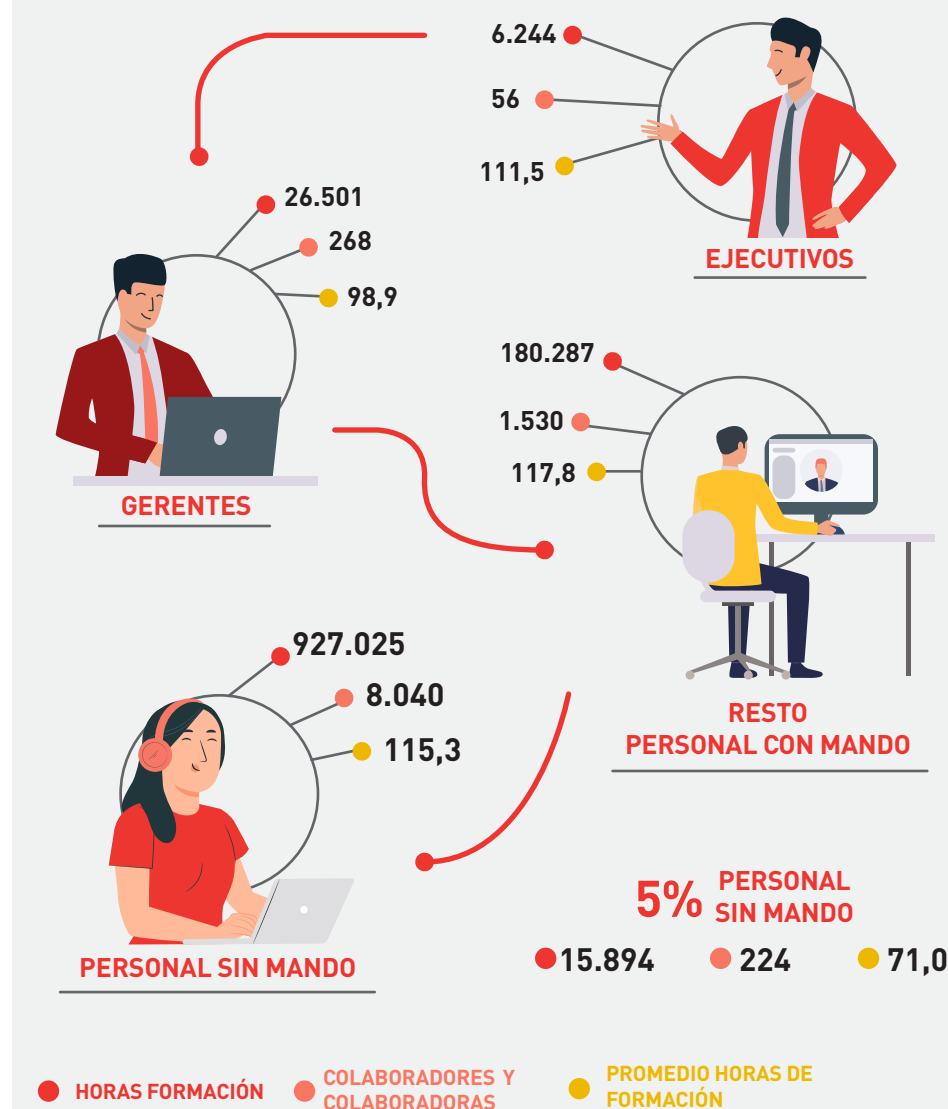 6.244
56
111,5
EJECUTIVOS
26.501
268
98,9
GERENTES
180.287
1.530
117,8
RESTO
PERSONAL CON MANDO
927.025
8.040
115,3
PERSONAL SIN MANDO
5% PERSONAL
SIN MANDO
15.894 224 71,0
HORAS FORMACIÓN
COLABORADORES Y
COLABORADORAS
PROMEDIO HORAS DE
FORMACIÓN